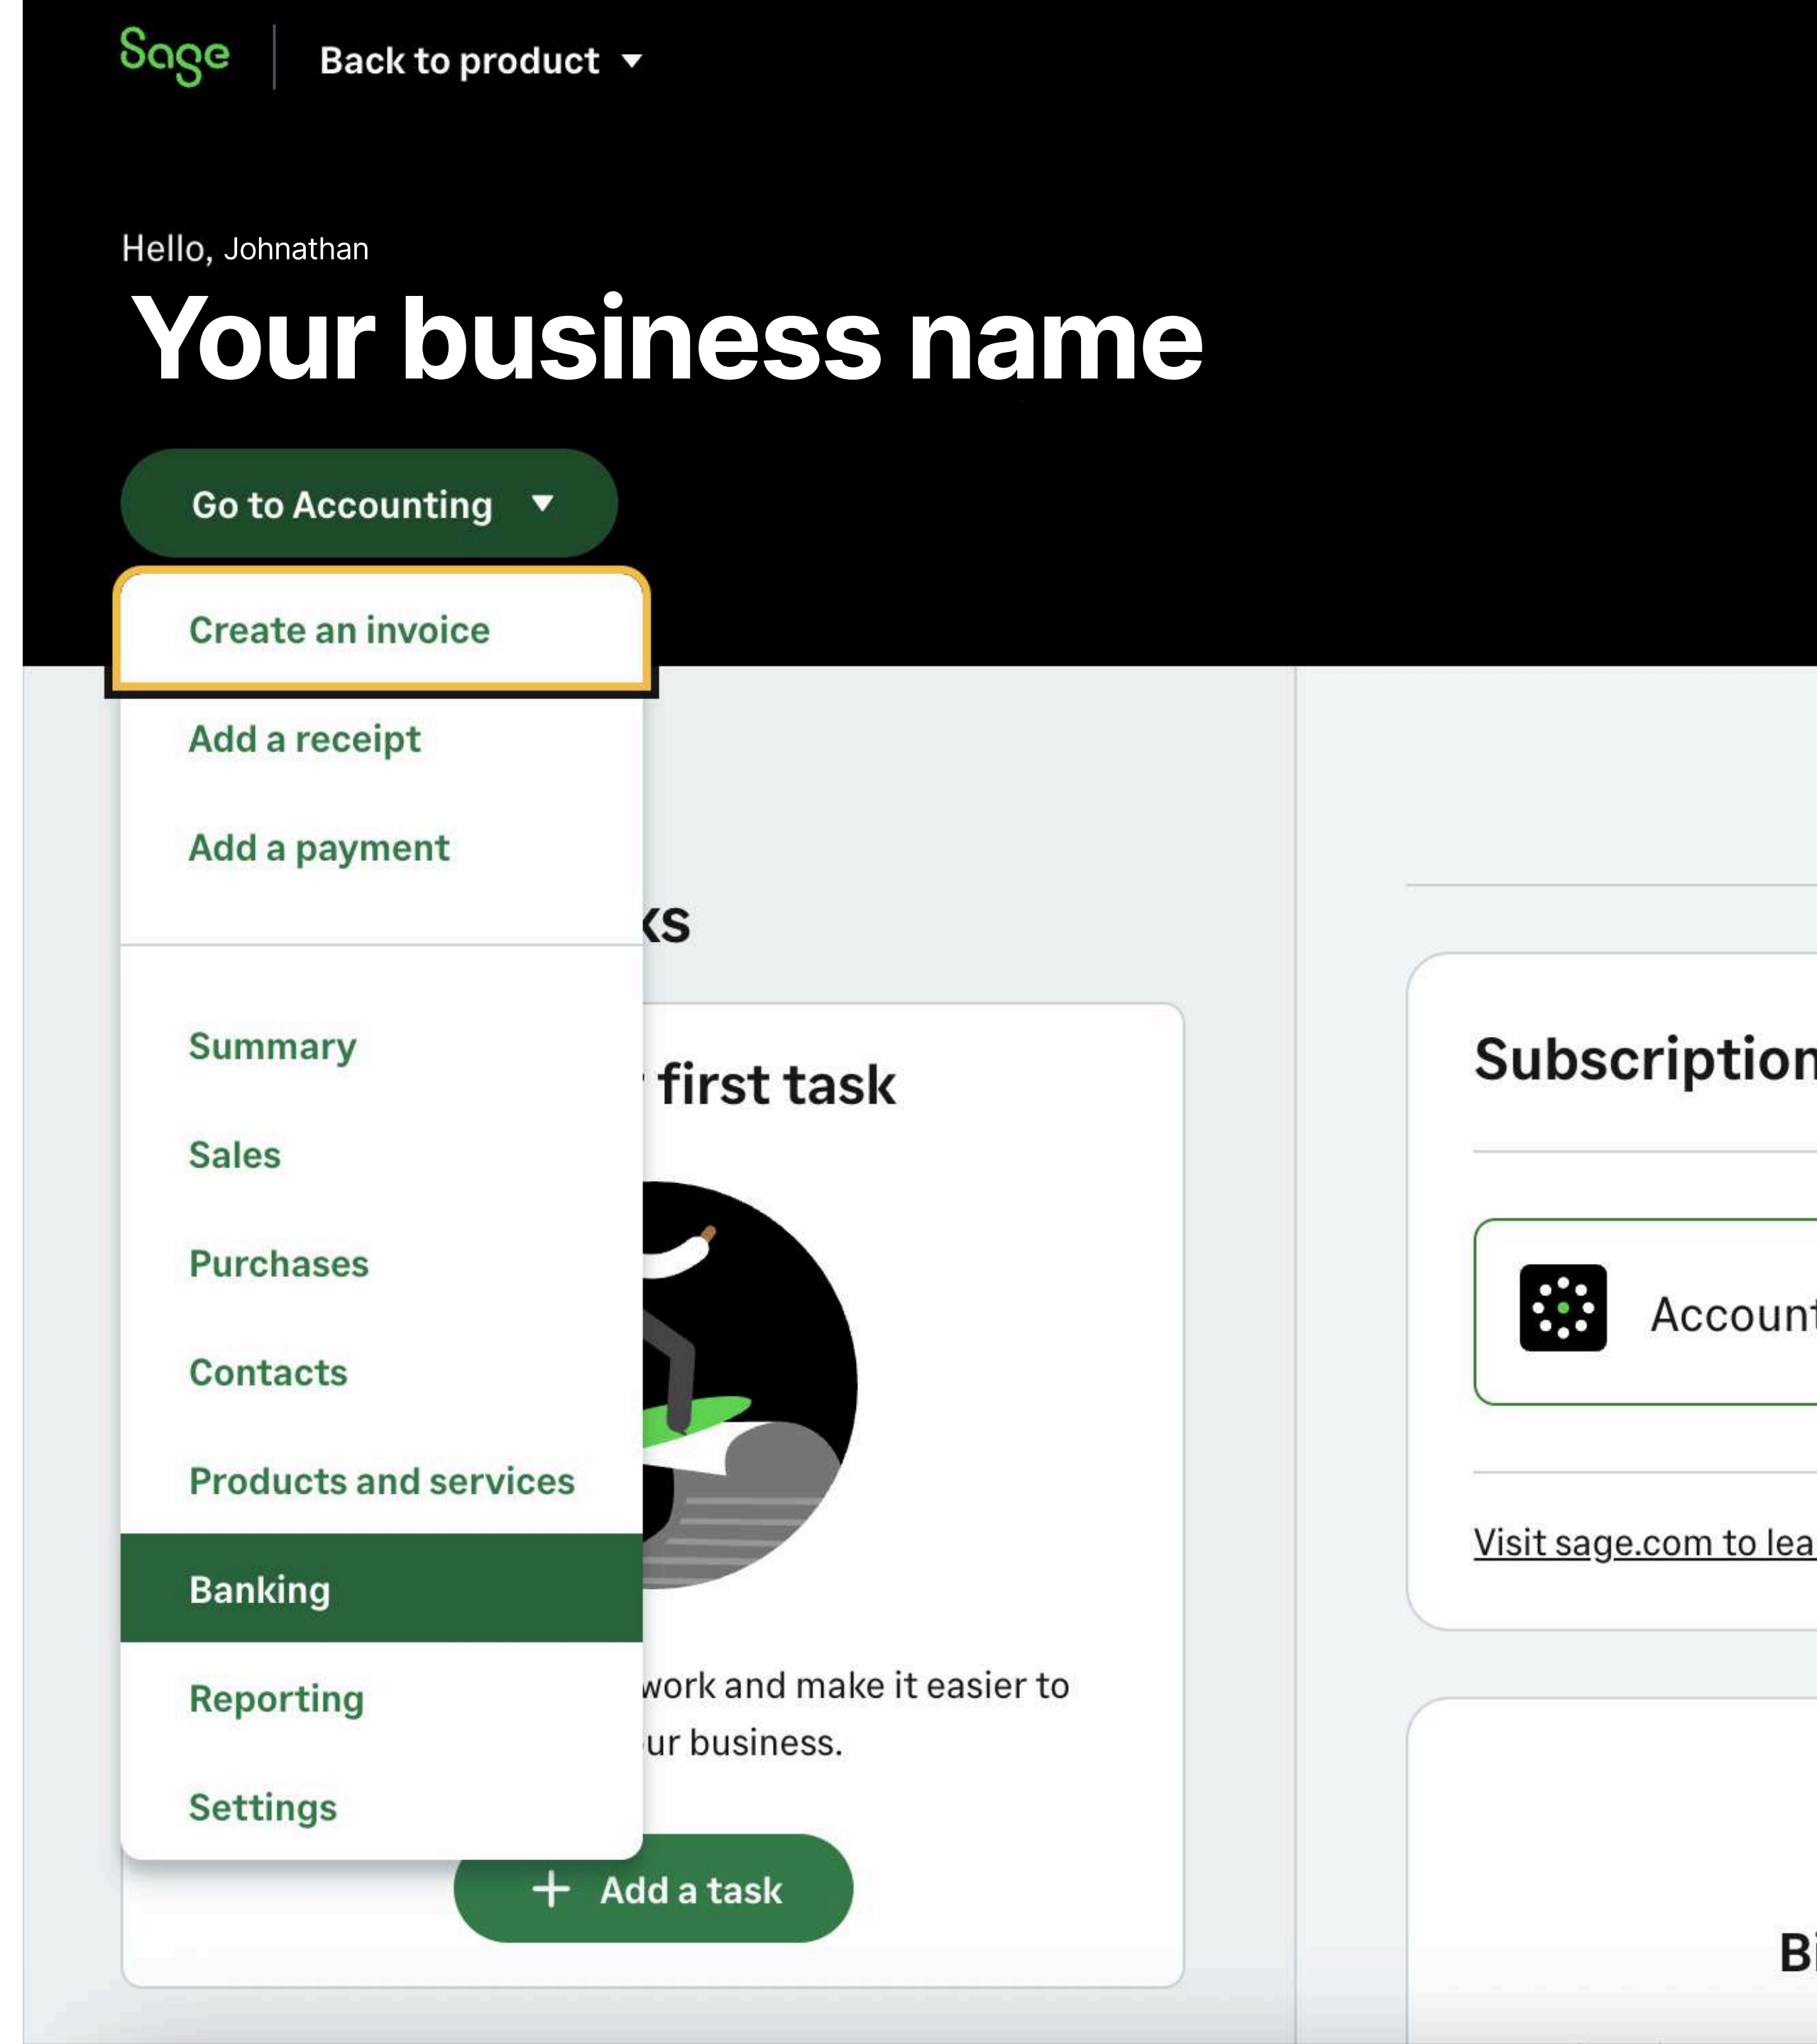 Sage
Back to product
Hello, Johnathan
Your business name
Go to Accounting
Create an invoice
Add a receipt
Add a payment
Summary
Sales
Purchases
Contacts
Products and services
Banking
Reporting
Settings
ks
first task
work and make it easier to
ur business.
Add a task
Subscription
Account
Visit sage.com to lea
Bi